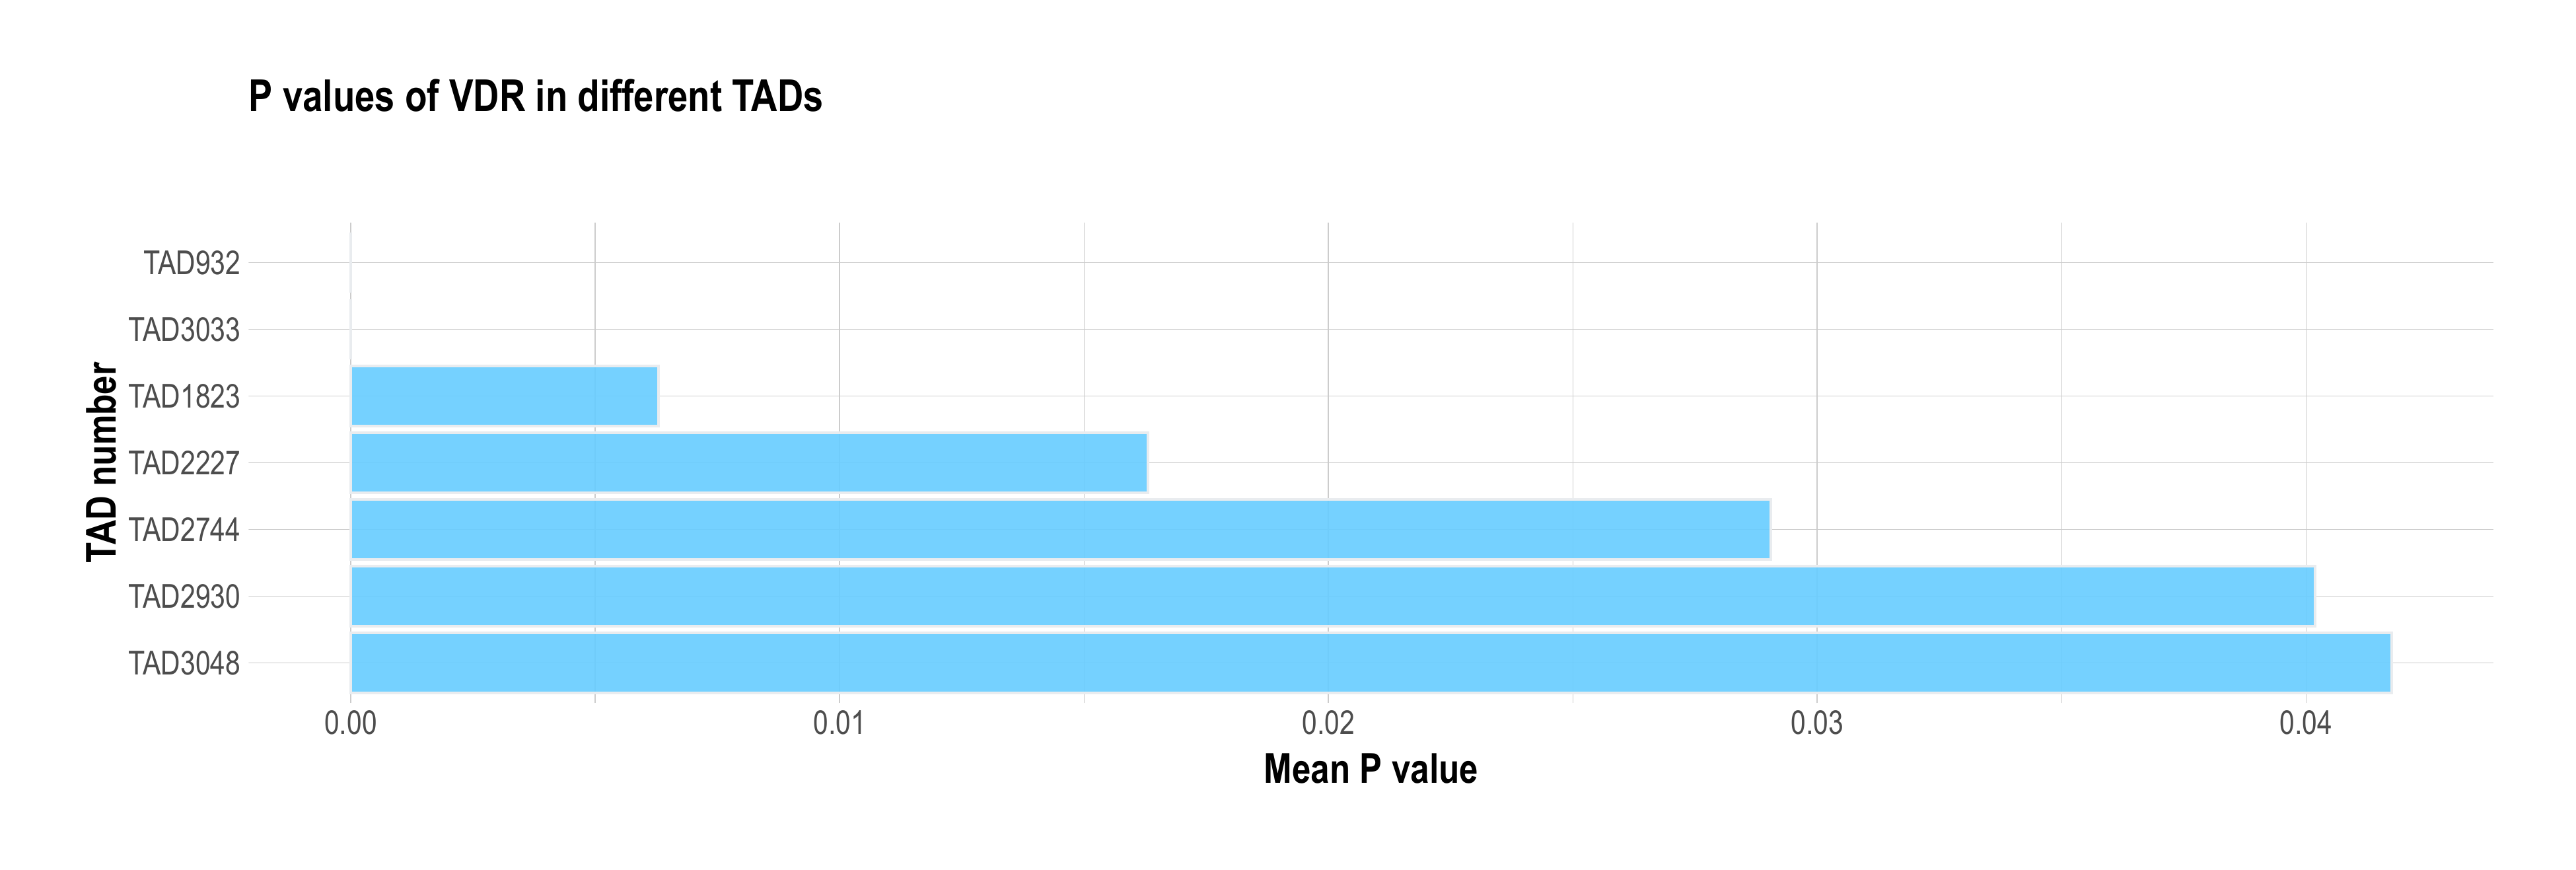 P values of VDR in different TADs
TAD number
TAD932
TAD3033
TAD1823
TAD2227
TAD2744
TAD2930
TAD3048
0.00 0.01 0.02 0.03 0.04
Mean P value